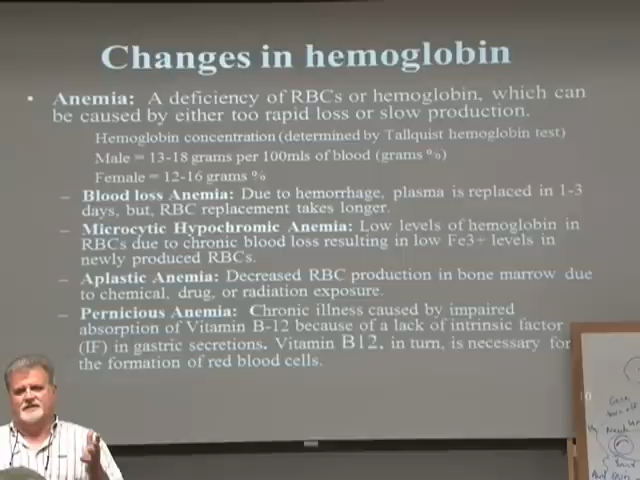 Changes in hemoglobin
• Anemia: A deficiency of RBCs or hemoglobin, which can
be caused by either too rapid loss or slow production.
Hemoglobin concentration (determined by Tallquist hemoglobin test)
Male = 13-18 grams per 100mls of blood (grams %)
Female = 12-16 grams %
– Blood loss Anemia: Due to hemorrhage, plasma is replaced in 1-3
days, but, RBC replacement takes longer.
– Microcytic Hypochromic Anemia: Low levels of hemoglobin in
RBCs due to chronic blood loss resulting in low Fe3+ levels in
newly produced RBCs.
– Aplastic Anemia: Decreased RBC production in bone marrow due
to chemical, drug, or radiation exposure.
– Pernicious Anemia: Chronic illness caused by impaired
absorption of Vitamin B-12 because of a lack of intrinsic factor
(IF) in gastric secretions. Vitamin B12, in turn, is necessary for
the formation of red blood cells.
10